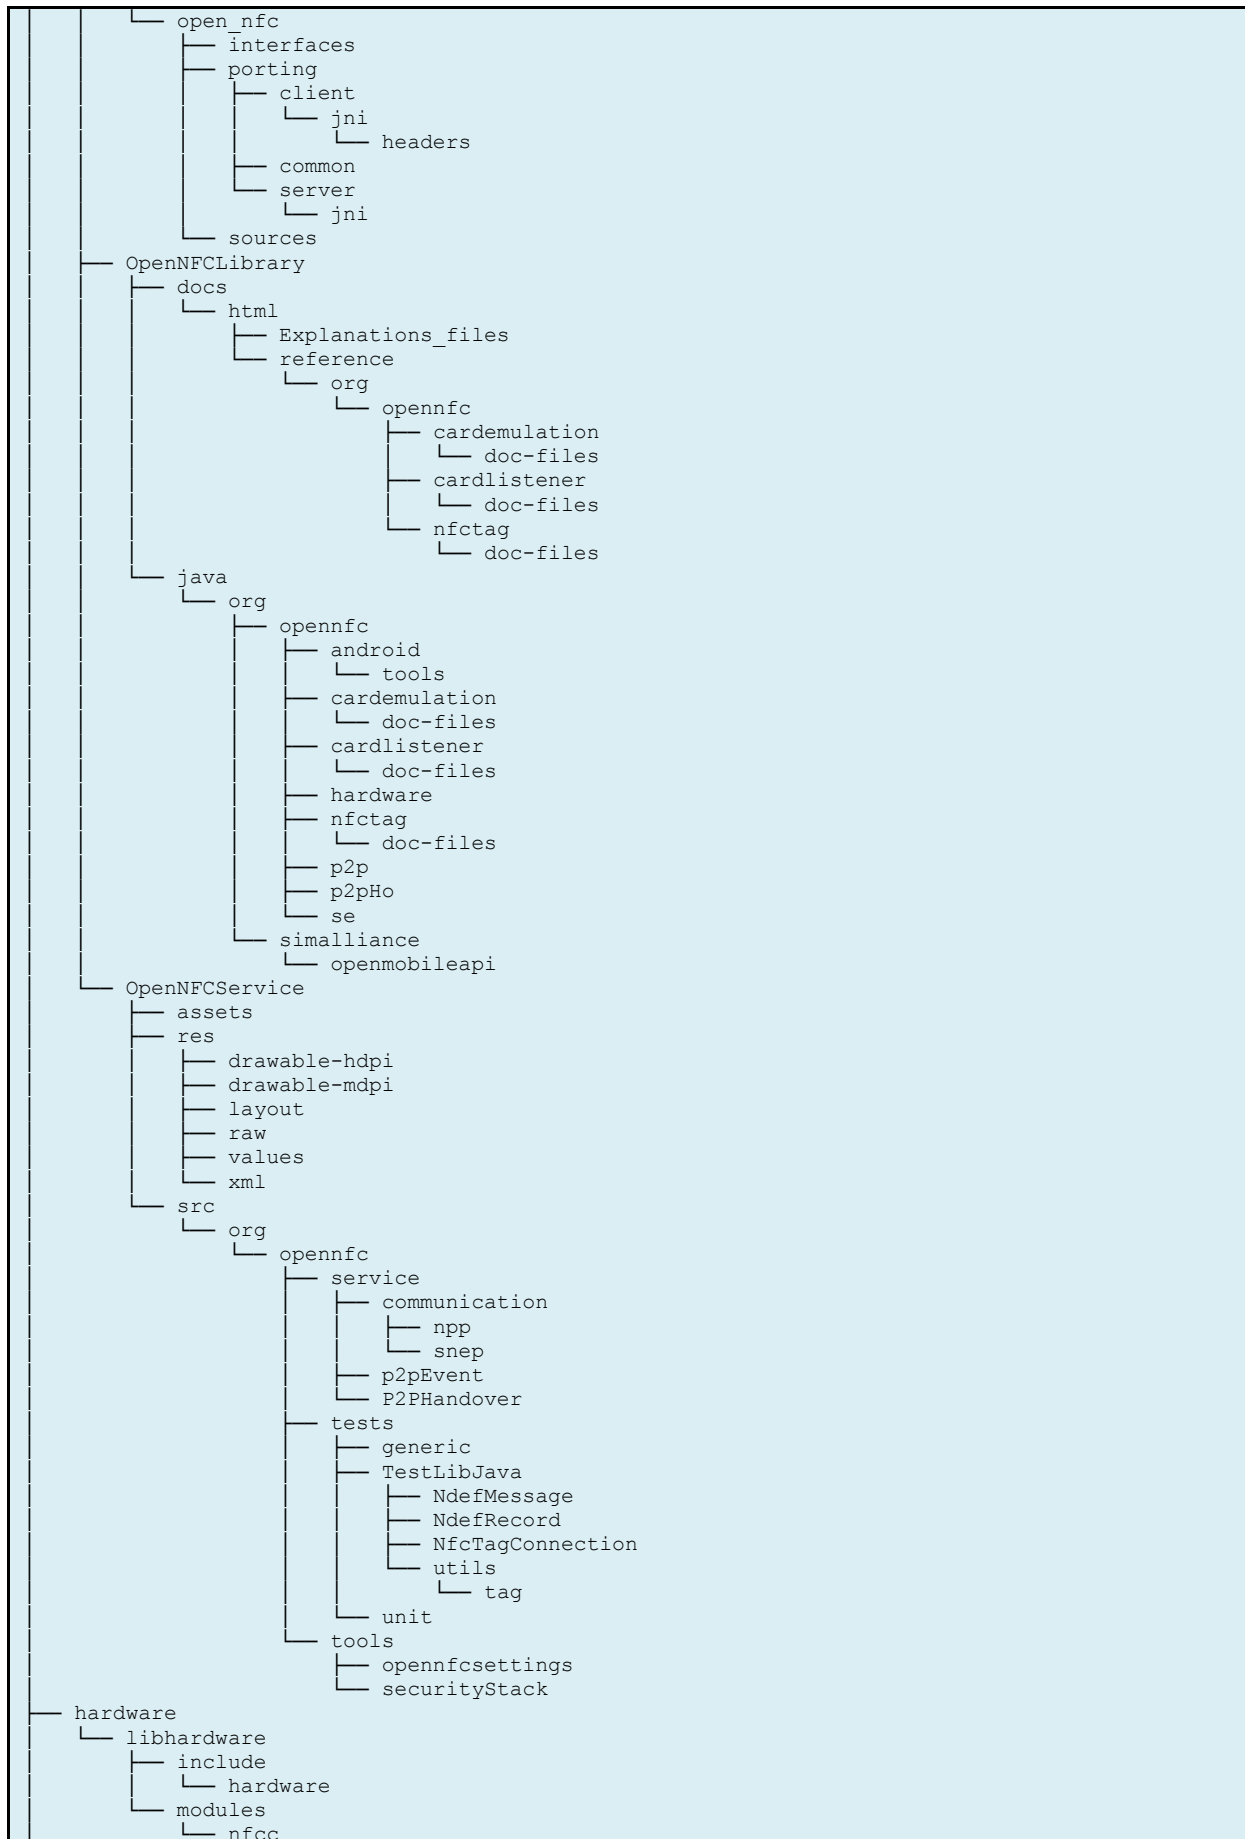 open_nfc
interfaces
porting
client
jni
headers
common
server
jni
sources
OpenNFCLibrary
docs
html
Explanations_files
reference
org
opennfc
cardemulation
doc-files
cardlistener
doc-files
nfctag
doc-files
java
org
opennfc
android
tools
cardemulation
doc-files
cardlistener
doc-files
hardware
nfctag
doc-files
p2p
p2pHo
se
simalliance
openmobileapi
OpenNFCService
assets
res
drawable-hdpi
drawable-mdpi
layout
raw
values
xml
src
org
opennfc
service
communication
npp
snep
p2pEvent
P2PHandover
tests
generic
TestLibJava
NdefMessage
NdefRecord
NfcTagConnection
utils
tag
unit
tools
opennfcsettings
securityStack
hardware
libhardware
include
hardware
modules
nfcc